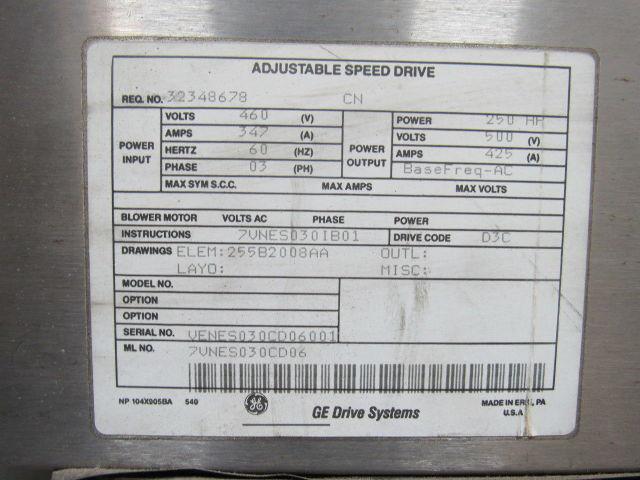 ADJUSTABLE SPEED DRIVE
REQ. NO. 32348678 CN
POWER INPUT VOLTS 460 (V) POWER OUTPUT POWER 250 HP
AMPS 347 (A) VOLTS 500 (V)
HERTZ 60 (HZ) AMPS 425 (A)
PHASE 03 (PH) BaseFreq-AC
MAX SYM S.C.C. MAX AMPS MAX VOLTS
BLOWER MOTOR VOLTS AC PHASE POWER
INSTRUCTIONS 7VNES030IB01 DRIVE CODE D3C
DRAWINGS ELEM:255B2008AA OUTL:
LAYO: MISC:
MODEL NO.
OPTION
OPTION
SERIAL NO. VENES030CD06001
ML NO. 7VNES030CD06
NP 104X905BA 540 GE GE Drive Systems MADE IN ERIE, PA
U.S.A